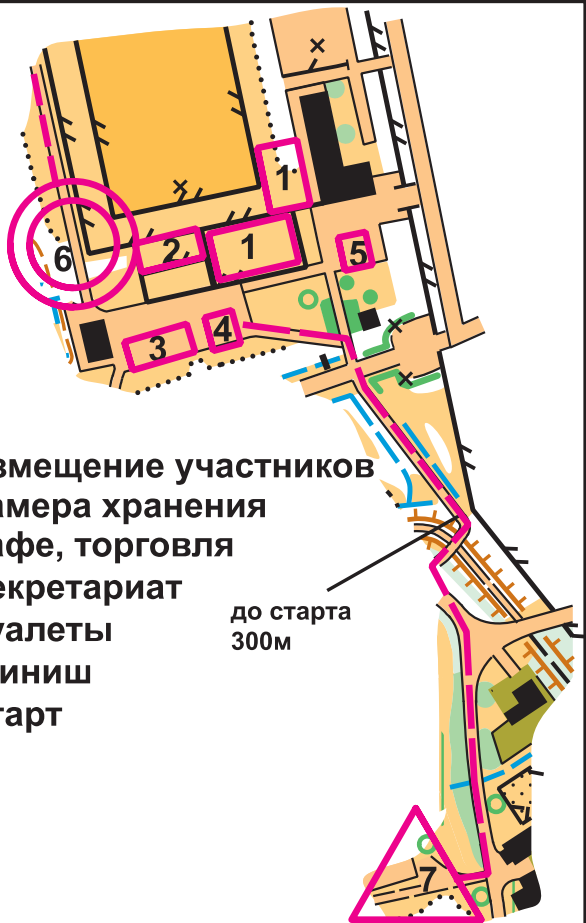 1
6
2
1
5
3
4
змещение участников
амера хранения
афе, торговля
екретариат
уалеты
иниш
тарт
до старта
300м
7